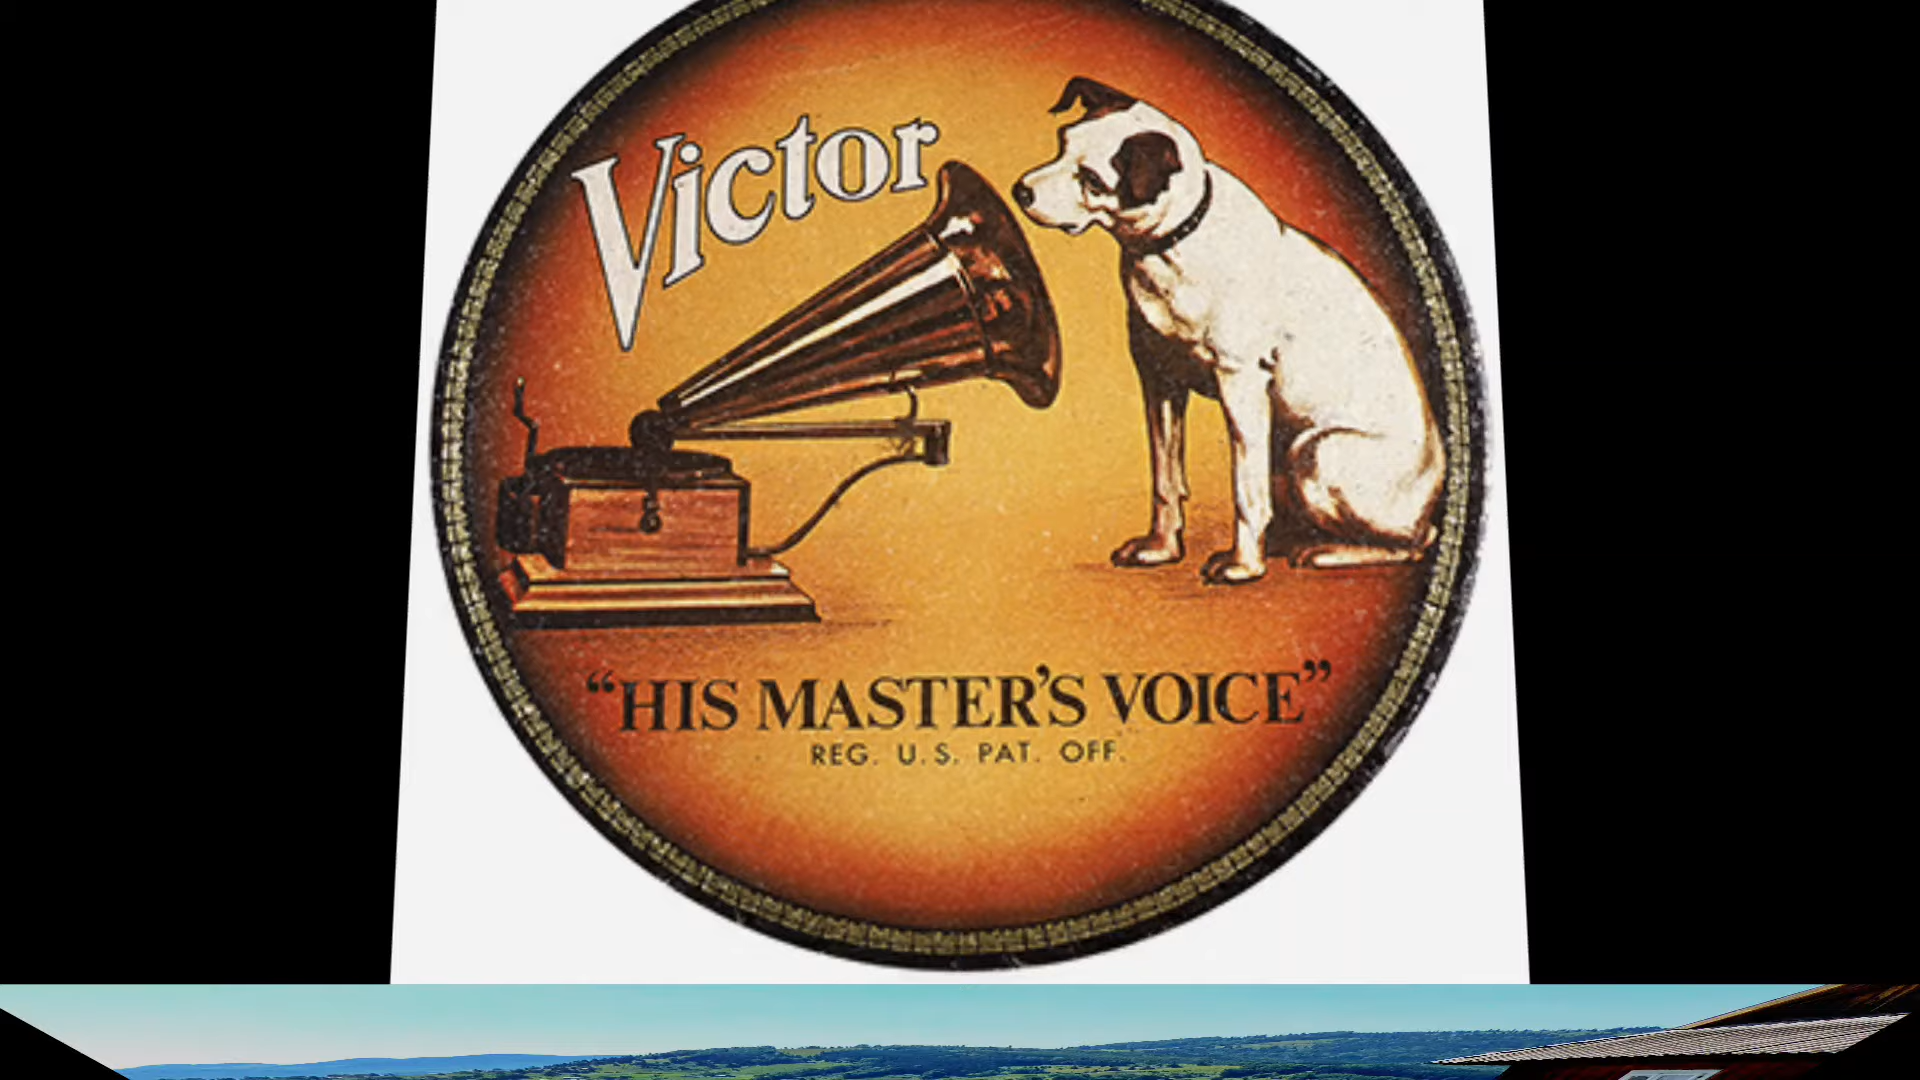 Victor
“HIS MASTER’S VOICE”
REG. U.S. PAT. OFF.